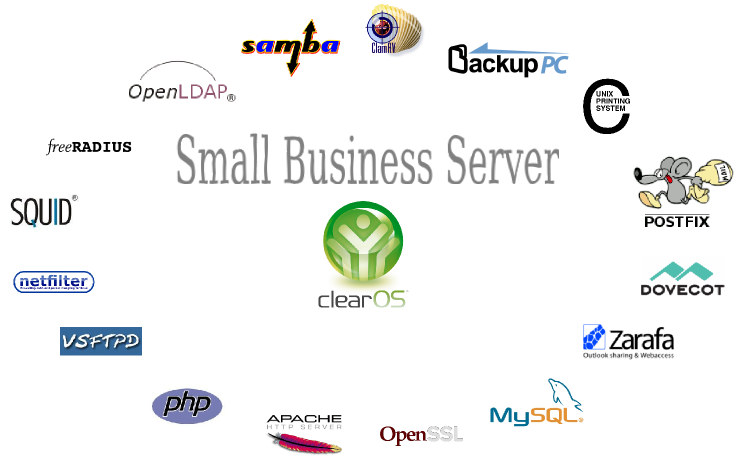 samba
ClamAV
BackupPC
OpenLDAP®
UNIX
PRINTING
SYSTEM
freeRADIUS
Small Business Server
MAIL
SQUID®
POSTFIX
clearOS
netfilter
DOVECOT
VSFTPD
Zarafa
Outlook sharing & Webaccess
php
APACHE
HTTP SERVER
OpenSSL
MySQL®